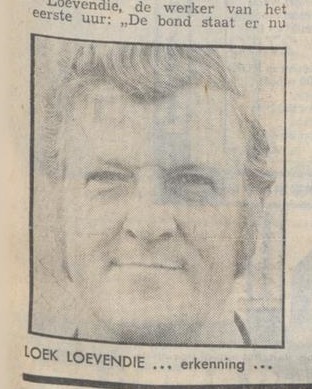 Loevendie, de werker van het
eerste uur: „De bond staat er nu
LOEK LOEVENDIE ... erkenning ...